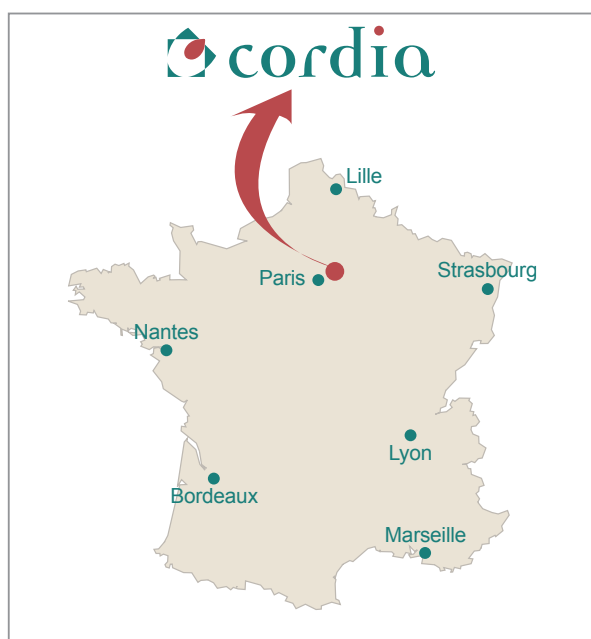 cordia
Lille
Paris
Strasbourg
Nantes
Lyon
Bordeaux
Marseille